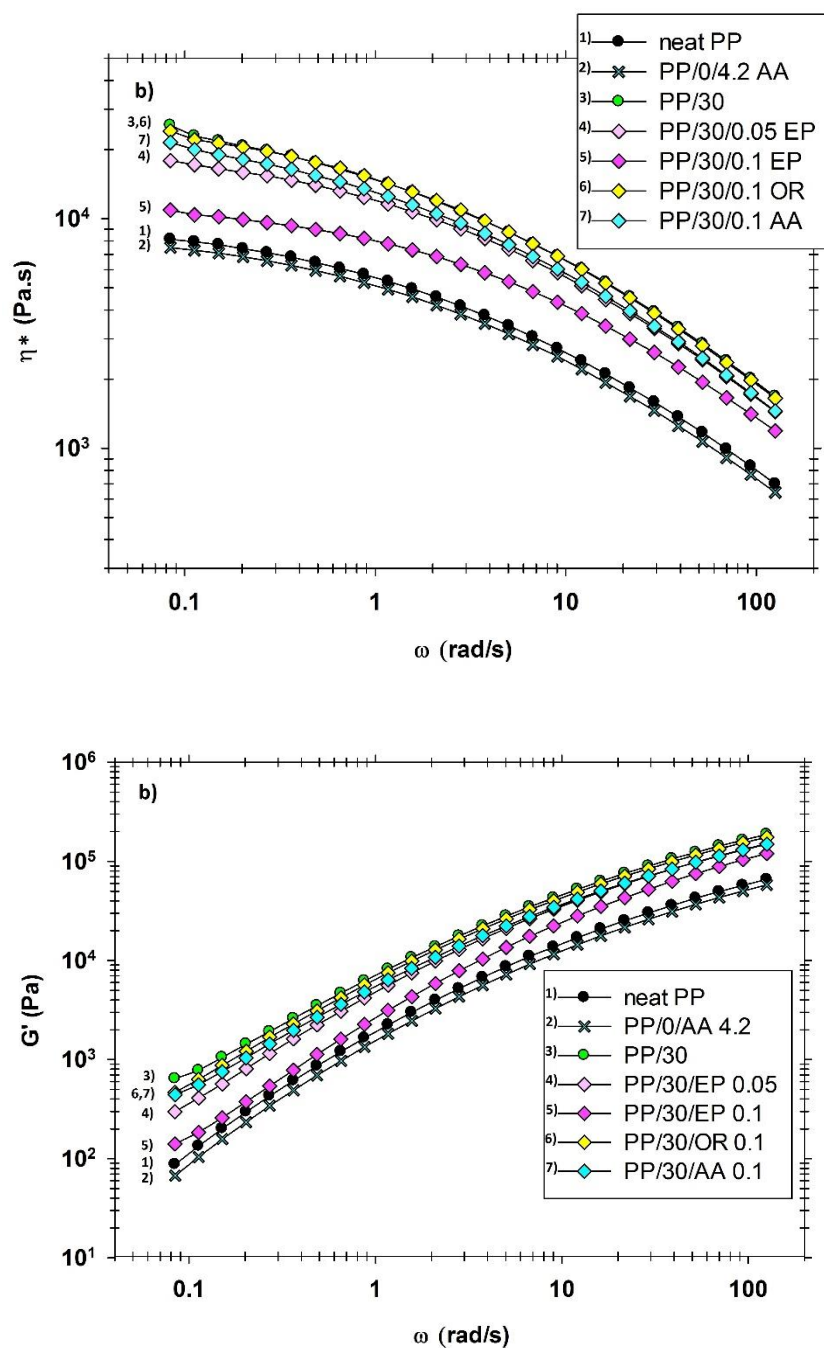 1) neat PP
2) PP/0/4.2 AA
3) PP/30
4) PP/30/0.05 EP
5) PP/30/0.1 EP
6) PP/30/0.1 OR
7) PP/30/0.1 AA
b)
3,6)
7)
4)
5)
1)
2)
10⁴
10³
η* (Pa.s)
0.1 1 10 100
ω (rad/s)
b)
10⁶
10⁵
10⁴
10³
10²
10¹
G' (Pa)
3)
6,7)
4)
5)
1)
2)
1) neat PP
2) PP/0/AA 4.2
3) PP/30
4) PP/30/EP 0.05
5) PP/30/EP 0.1
6) PP/30/OR 0.1
7) PP/30/AA 0.1
0.1 1 10 100
ω (rad/s)